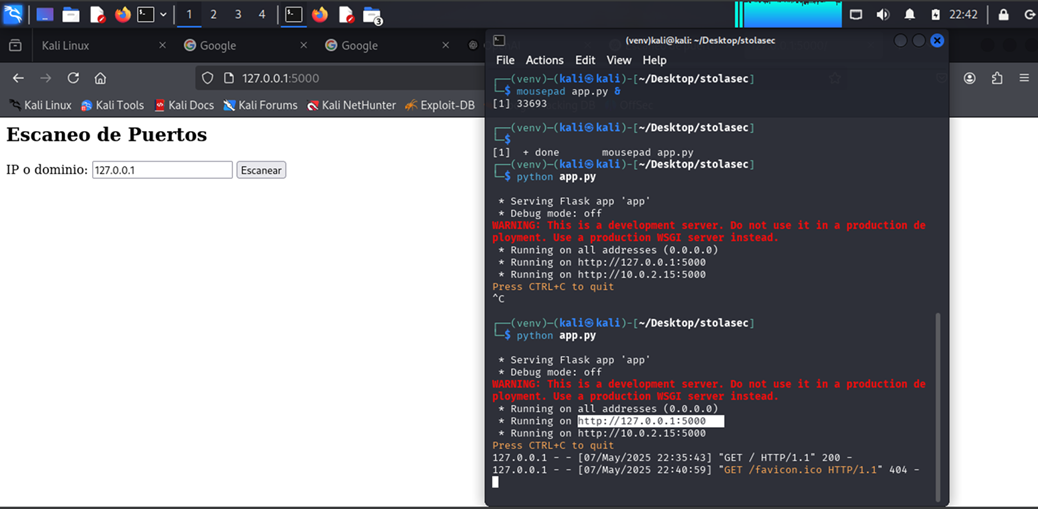 1 2 3 4
3
22:42
Kali Linux
Google
Google
127.0.0.1:5000
Kali Linux
Kali Tools
Kali Docs
Kali Forums
Kali NetHunter
Exploit-DB
Escaneo de Puertos
IP o dominio: 127.0.0.1 Escanear
(venv)kali@kali: ~/Desktop/stolasec
File Actions Edit View Help
┌──(venv)─(kali㉿kali)-[~/Desktop/stolasec]
└─$ mousepad app.py &
[1] 33693
┌──(venv)─(kali㉿kali)-[~/Desktop/stolasec]
└─$
[1]  + done       mousepad app.py
┌──(venv)─(kali㉿kali)-[~/Desktop/stolasec]
└─$ python app.py
 * Serving Flask app 'app'
 * Debug mode: off
WARNING: This is a development server. Do not use it in a production de
ployment. Use a production WSGI server instead.
 * Running on all addresses (0.0.0.0)
 * Running on http://127.0.0.1:5000
 * Running on http://10.0.2.15:5000
Press CTRL+C to quit
^C
┌──(venv)─(kali㉿kali)-[~/Desktop/stolasec]
└─$ python app.py
 * Serving Flask app 'app'
 * Debug mode: off
WARNING: This is a development server. Do not use it in a production de
ployment. Use a production WSGI server instead.
 * Running on all addresses (0.0.0.0)
 * Running on http://127.0.0.1:5000
 * Running on http://10.0.2.15:5000
Press CTRL+C to quit
127.0.0.1 - - [07/May/2025 22:35:43] "GET / HTTP/1.1" 200 -
127.0.0.1 - - [07/May/2025 22:40:59] "GET /favicon.ico HTTP/1.1" 404 -